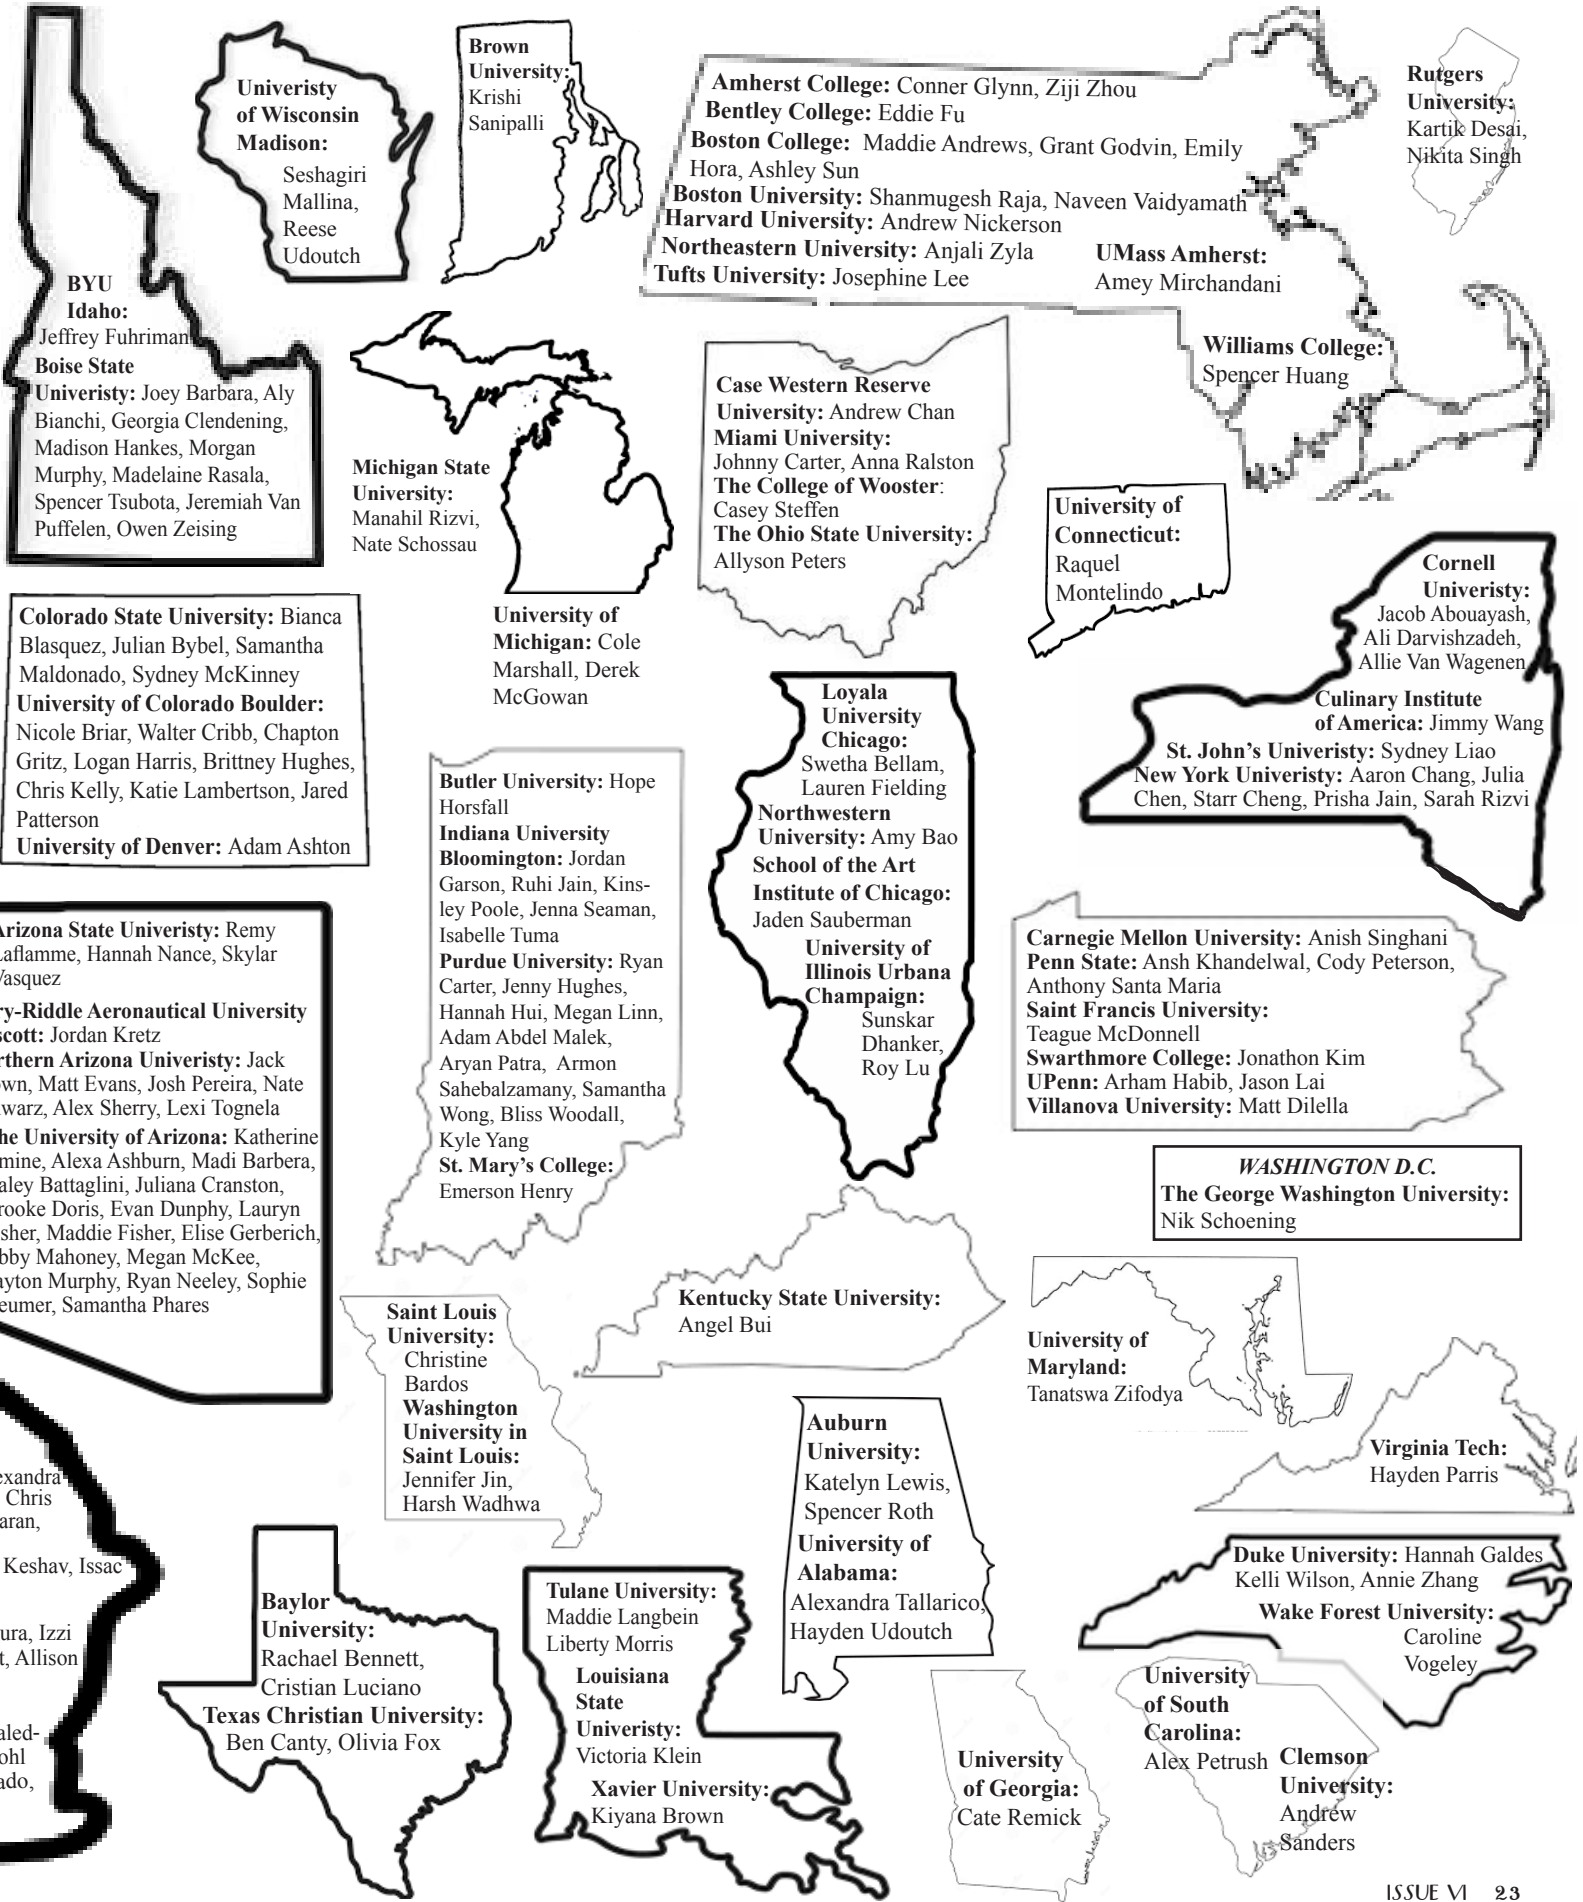 BYU
Idaho:
Jeffrey Fuhriman
Boise State
Univeristy: Joey Barbara, Aly
Bianchi, Georgia Clendening,
Madison Hankes, Morgan
Murphy, Madelaine Rasala,
Spencer Tsubota, Jeremiah Van
Puffelen, Owen Zeising
Univeristy
of Wisconsin
Madison:
Seshagiri
Mallina,
Reese
Udoutch
Brown
University:
Krishi
Sanipalli
Amherst College: Conner Glynn, Ziji Zhou
Bentley College: Eddie Fu
Boston College: Maddie Andrews, Grant Godvin, Emily
Hora, Ashley Sun
Boston University: Shanmugesh Raja, Naveen Vaidyamath
Harvard University: Andrew Nickerson
Northeastern University: Anjali Zyla
Tufts University: Josephine Lee
UMass Amherst:
Amey Mirchandani
Williams College:
Spencer Huang
Rutgers
University:
Kartik Desai,
Nikita Singh
Michigan State
University:
Manahil Rizvi,
Nate Schossau
University of
Michigan: Cole
Marshall, Derek
McGowan
Case Western Reserve
University: Andrew Chan
Miami University:
Johnny Carter, Anna Ralston
The College of Wooster:
Casey Steffen
The Ohio State University:
Allyson Peters
University of
Connecticut:
Raquel
Montelindo
Cornell
Univeristy:
Jacob Abouayash,
Ali Darvishzadeh,
Allie Van Wagenen
Culinary Institute
of America: Jimmy Wang
St. John's Univeristy: Sydney Liao
New York Univeristy: Aaron Chang, Julia
Chen, Starr Cheng, Prisha Jain, Sarah Rizvi
Colorado State University: Bianca
Blasquez, Julian Bybel, Samantha
Maldonado, Sydney McKinney
University of Colorado Boulder:
Nicole Briar, Walter Cribb, Chapton
Gritz, Logan Harris, Brittney Hughes,
Chris Kelly, Katie Lambertson, Jared
Patterson
University of Denver: Adam Ashton
Butler University: Hope
Horsfall
Indiana University
Bloomington: Jordan
Garson, Ruhi Jain, Kins-
ley Poole, Jenna Seaman,
Isabelle Tuma
Purdue University: Ryan
Carter, Jenny Hughes,
Hannah Hui, Megan Linn,
Adam Abdel Malek,
Aryan Patra, Armon
Sahebalzamany, Samantha
Wong, Bliss Woodall,
Kyle Yang
St. Mary's College:
Emerson Henry
Loyala
University
Chicago:
Swetha Bellam,
Lauren Fielding
Northwestern
University: Amy Bao
School of the Art
Institute of Chicago:
Jaden Sauberman
University of
Illinois Urbana
Champaign:
Sunskar
Dhanker,
Roy Lu
Arizona State Univeristy: Remy
Laflamme, Hannah Nance, Skylar
Vasquez
ry-Riddle Aeronautical University
scott: Jordan Kretz
rthern Arizona Univeristy: Jack
own, Matt Evans, Josh Pereira, Nate
warz, Alex Sherry, Lexi Tognela
he University of Arizona: Katherine
mine, Alexa Ashburn, Madi Barbera,
aley Battaglini, Juliana Cranston,
rooke Doris, Evan Dunphy, Lauryn
sher, Maddie Fisher, Elise Gerberich,
bby Mahoney, Megan McKee,
ayton Murphy, Ryan Neeley, Sophie
eumer, Samantha Phares
Carnegie Mellon University: Anish Singhani
Penn State: Ansh Khandelwal, Cody Peterson,
Anthony Santa Maria
Saint Francis University:
Teague McDonnell
Swarthmore College: Jonathon Kim
UPenn: Arham Habib, Jason Lai
Villanova University: Matt Dilella
WASHINGTON D.C.
The George Washington University:
Nik Schoening
Kentucky State University:
Angel Bui
Saint Louis
University:
Christine
Bardos
Washington
University in
Saint Louis:
Jennifer Jin,
Harsh Wadhwa
University of
Maryland:
Tanatswa Zifodya
Virginia Tech:
Hayden Parris
Auburn
University:
Katelyn Lewis,
Spencer Roth
University of
Alabama:
Alexandra Tallarico,
Hayden Udoutch
exandra
Chris
aran,
Keshav, Issac
ura, Izzi
t, Allison
aled-
ohl
ado,
Baylor
University:
Rachael Bennett,
Cristian Luciano
Texas Christian University:
Ben Canty, Olivia Fox
Tulane University:
Maddie Langbein
Liberty Morris
Louisiana
State
Univeristy:
Victoria Klein
Xavier University:
Kiyana Brown
Duke University: Hannah Galdes
Kelli Wilson, Annie Zhang
Wake Forest University:
Caroline
Vogeley
University
of Georgia:
Cate Remick
University
of South
Carolina:
Alex Petrush
Clemson
University:
Andrew
Sanders
ISSUE VI 23